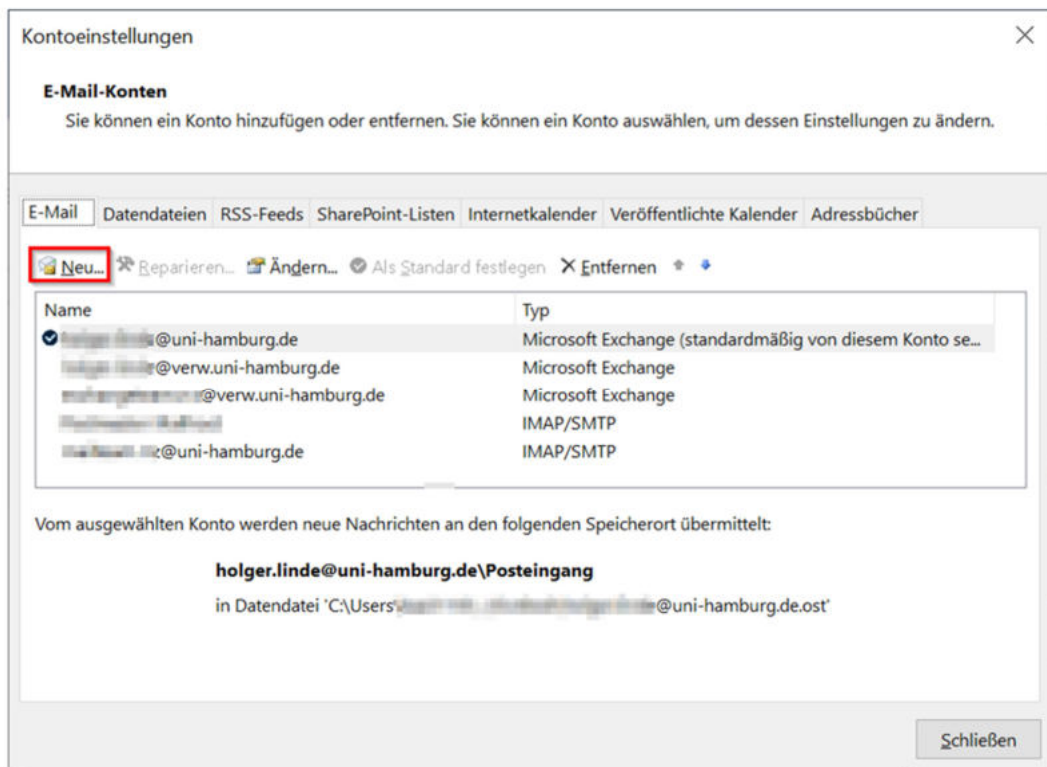 Kontoeinstellungen
E-Mail-Konten
Sie können ein Konto hinzufügen oder entfernen. Sie können ein Konto auswählen, um dessen Einstellungen zu ändern.
E-Mail Datendateien RSS-Feeds SharePoint-Listen Internetkalender Veröffentlichte Kalender Adressbücher
Neu... Reparieren... Ändern... Als Standard festlegen Entfernen
Name Typ
@uni-hamburg.de Microsoft Exchange (standardmäßig von diesem Konto se...
@verw.uni-hamburg.de Microsoft Exchange
@verw.uni-hamburg.de Microsoft Exchange
IMAP/SMTP
@uni-hamburg.de IMAP/SMTP
Vom ausgewählten Konto werden neue Nachrichten an den folgenden Speicherort übermittelt:
holger.linde@uni-hamburg.de\Posteingang
in Datendatei 'C:\Users\ @uni-hamburg.de.ost'
Schließen